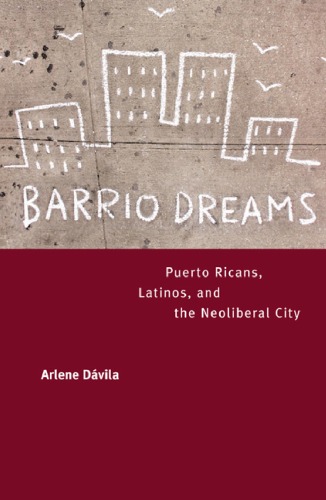 BARRIO DREAMS
Puerto Ricans,
Latinos, and
the Neoliberal City
Arlene Dávila